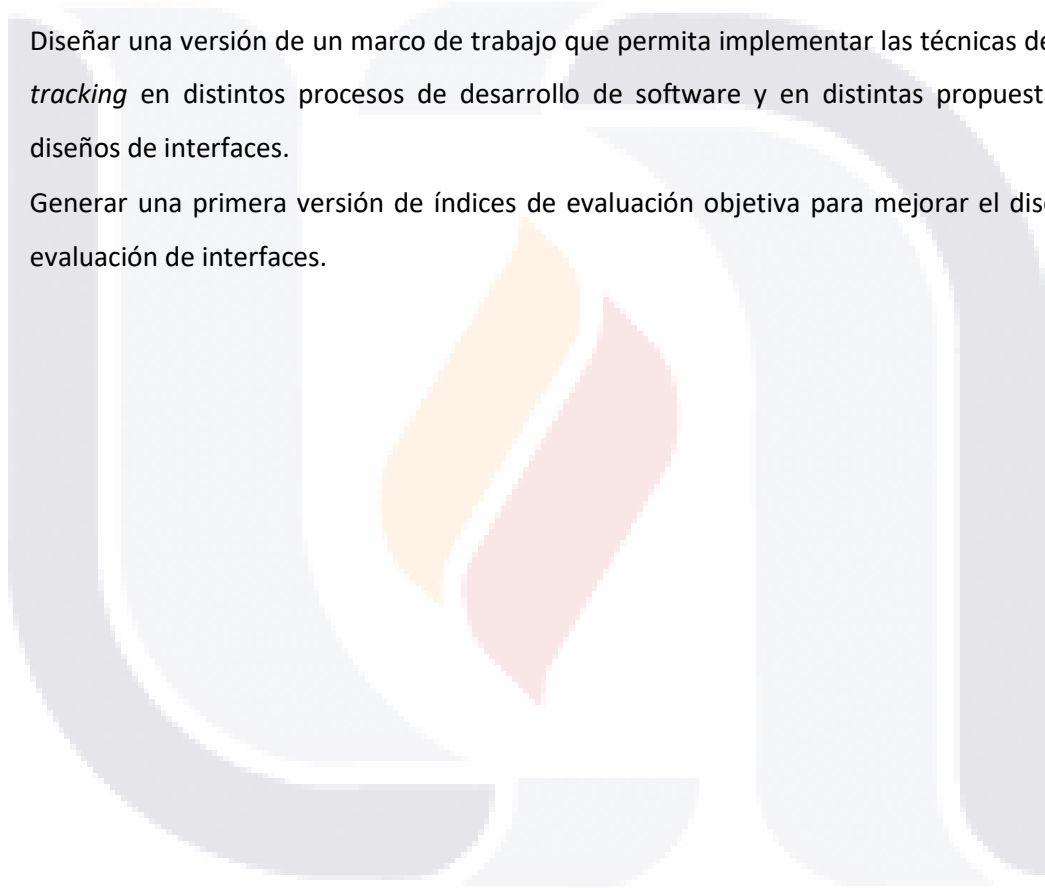 Diseñar una versión de un marco de trabajo que permita implementar las técnicas de
tracking en distintos procesos de desarrollo de software y en distintas
diseños de interfaces.
Generar una primera versión de índices de evaluación objetiva para mejorar el
evaluación de interfaces.